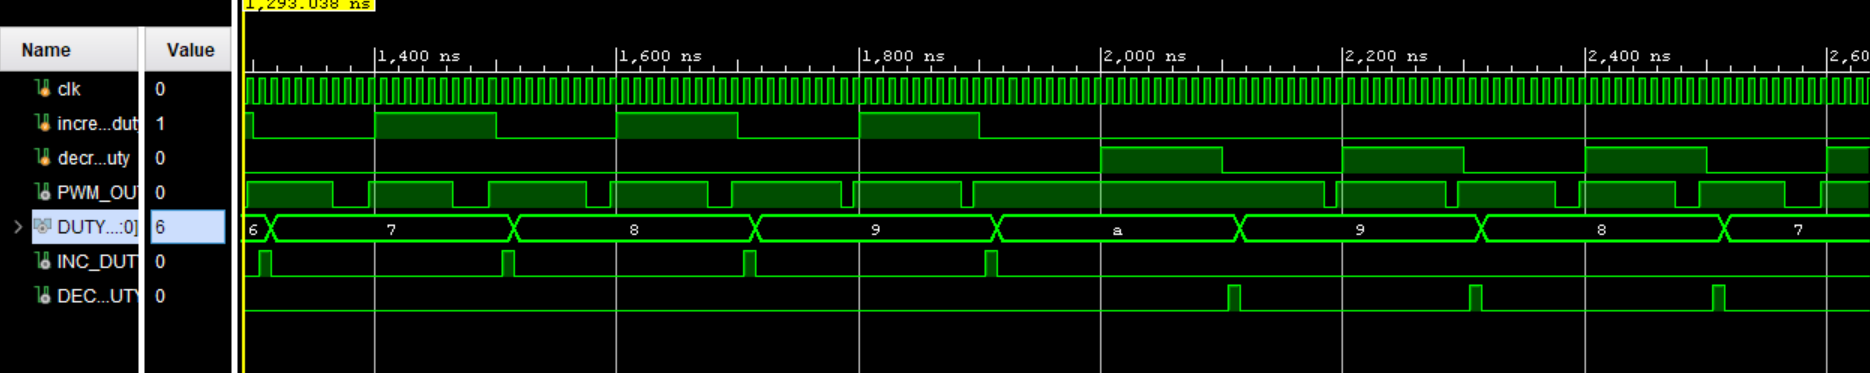 1,293.038 ns
Name Value
1,400 ns 1,600 ns 1,800 ns 2,000 ns 2,200 ns 2,400 ns 2,60
clk 0
incre...dut 1
decr...uty 0
PWM_OU 0
DUTY...:0] 6 6 7 8 9 a 9 8 7
INC_DUT 0
DEC...UTY 0